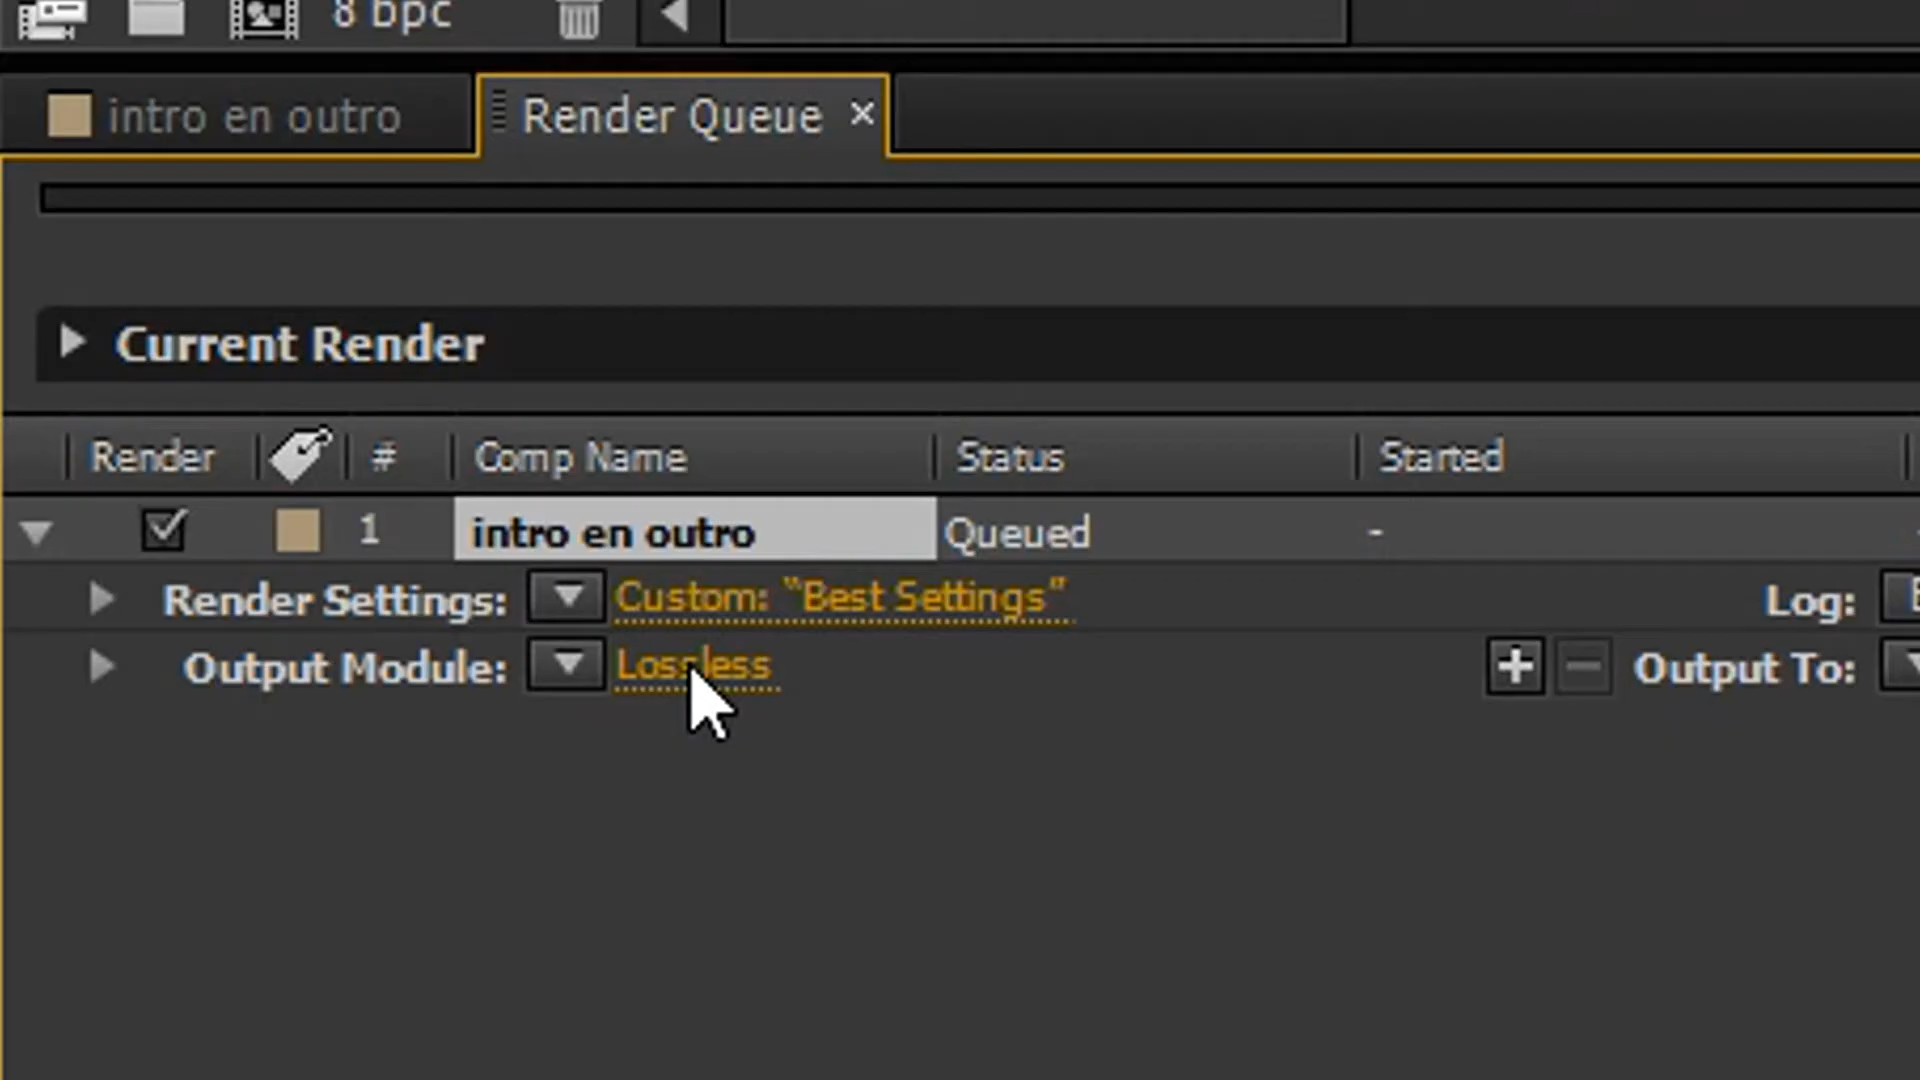 8 bpc
intro en outro
Render Queue ×
Current Render
Render # Comp Name Status Started
1 intro en outro Queued -
Render Settings: Custom: "Best Settings" Log:
Output Module: Lossless Output To: